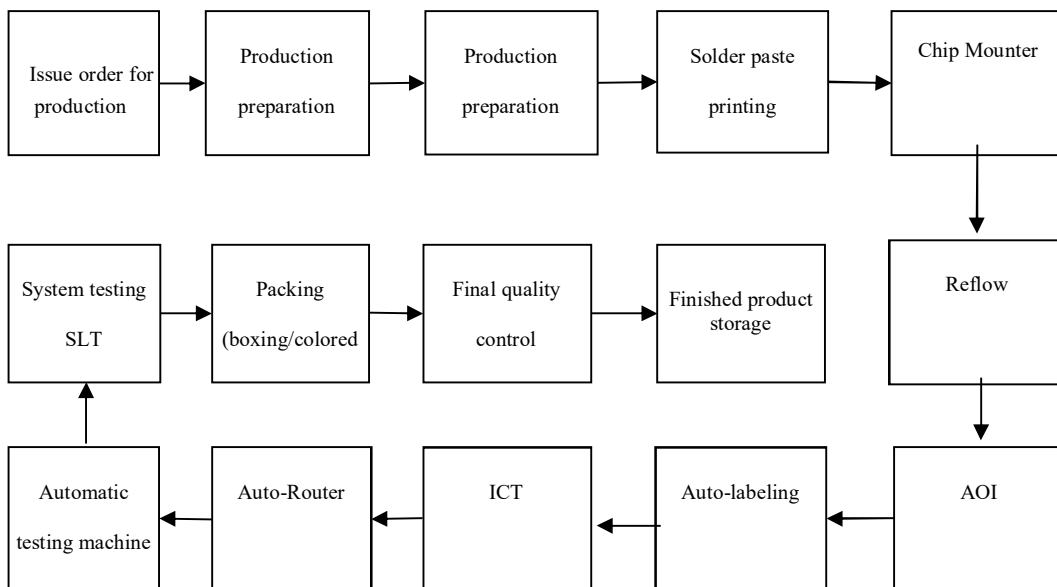 Issue order for
production
Production
preparation
Production
preparation
Solder paste
printing
Chip Mounter
Reflow
AOI
Auto-labeling
ICT
Auto-Router
Automatic
testing machine
System testing
SLT
Packing
(boxing/colored
Final quality
control
Finished product
storage